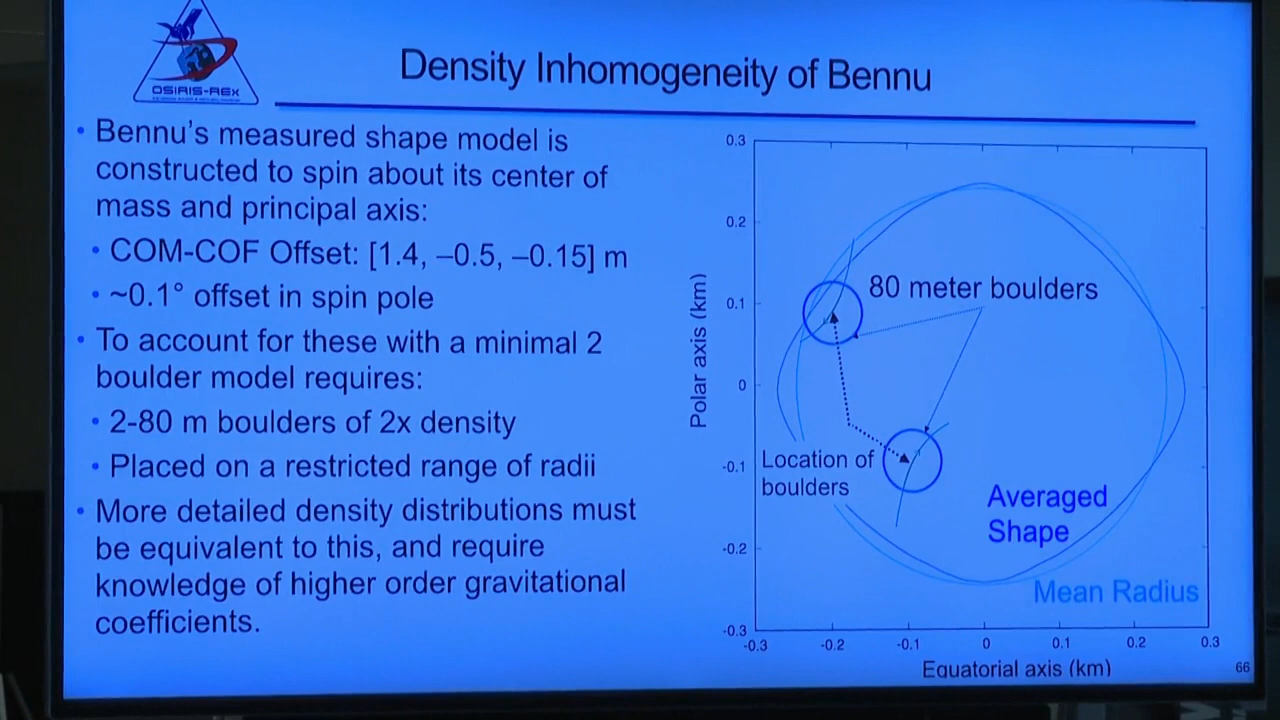 OSIRIS-REx
Density Inhomogeneity of Bennu
• Bennu's measured shape model is
constructed to spin about its center of
mass and principal axis:
• COM-COF Offset: [1.4, –0.5, –0.15] m
• ~0.1° offset in spin pole
• To account for these with a minimal 2
boulder model requires:
• 2-80 m boulders of 2x density
• Placed on a restricted range of radii
• More detailed density distributions must
be equivalent to this, and require
knowledge of higher order gravitational
coefficients.
0.3
0.2
0.1
0
-0.1
-0.2
-0.3
Polar axis (km)
80 meter boulders
Location of
boulders
Averaged
Shape
Mean Radius
-0.3 -0.2 -0.1 0 0.1 0.2 0.3
Equatorial axis (km)
66